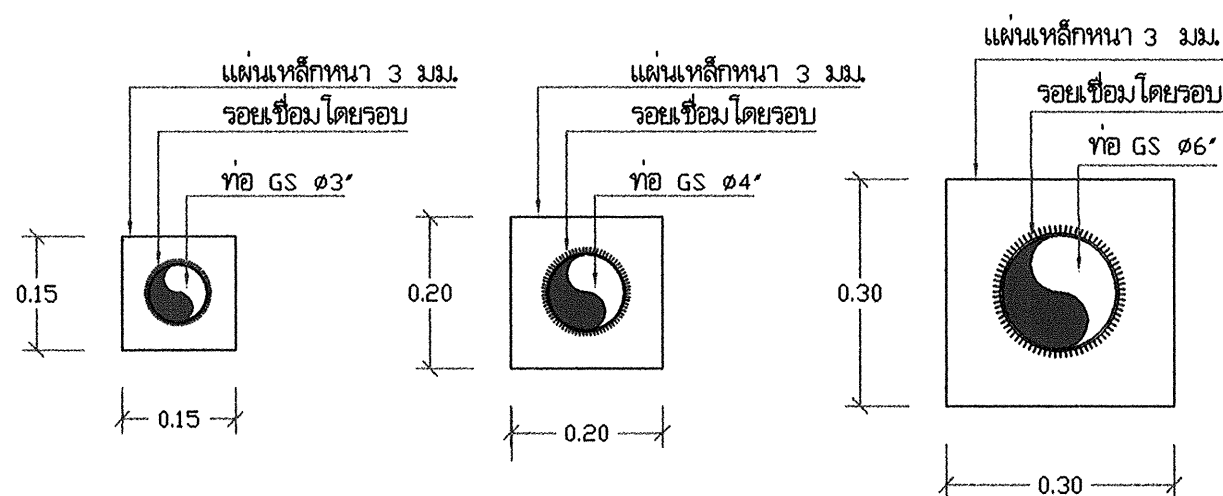 แผ่นเหล็กหนา 3 มม.
รอยเชื่อมโดยรอบ
ท่อ GS ø3"
0.15
0.15
แผ่นเหล็กหนา 3 มม.
รอยเชื่อมโดยรอบ
ท่อ GS ø4"
0.20
0.20
แผ่นเหล็กหนา 3 มม.
รอยเชื่อมโดยรอบ
ท่อ GS ø6"
0.30
0.30